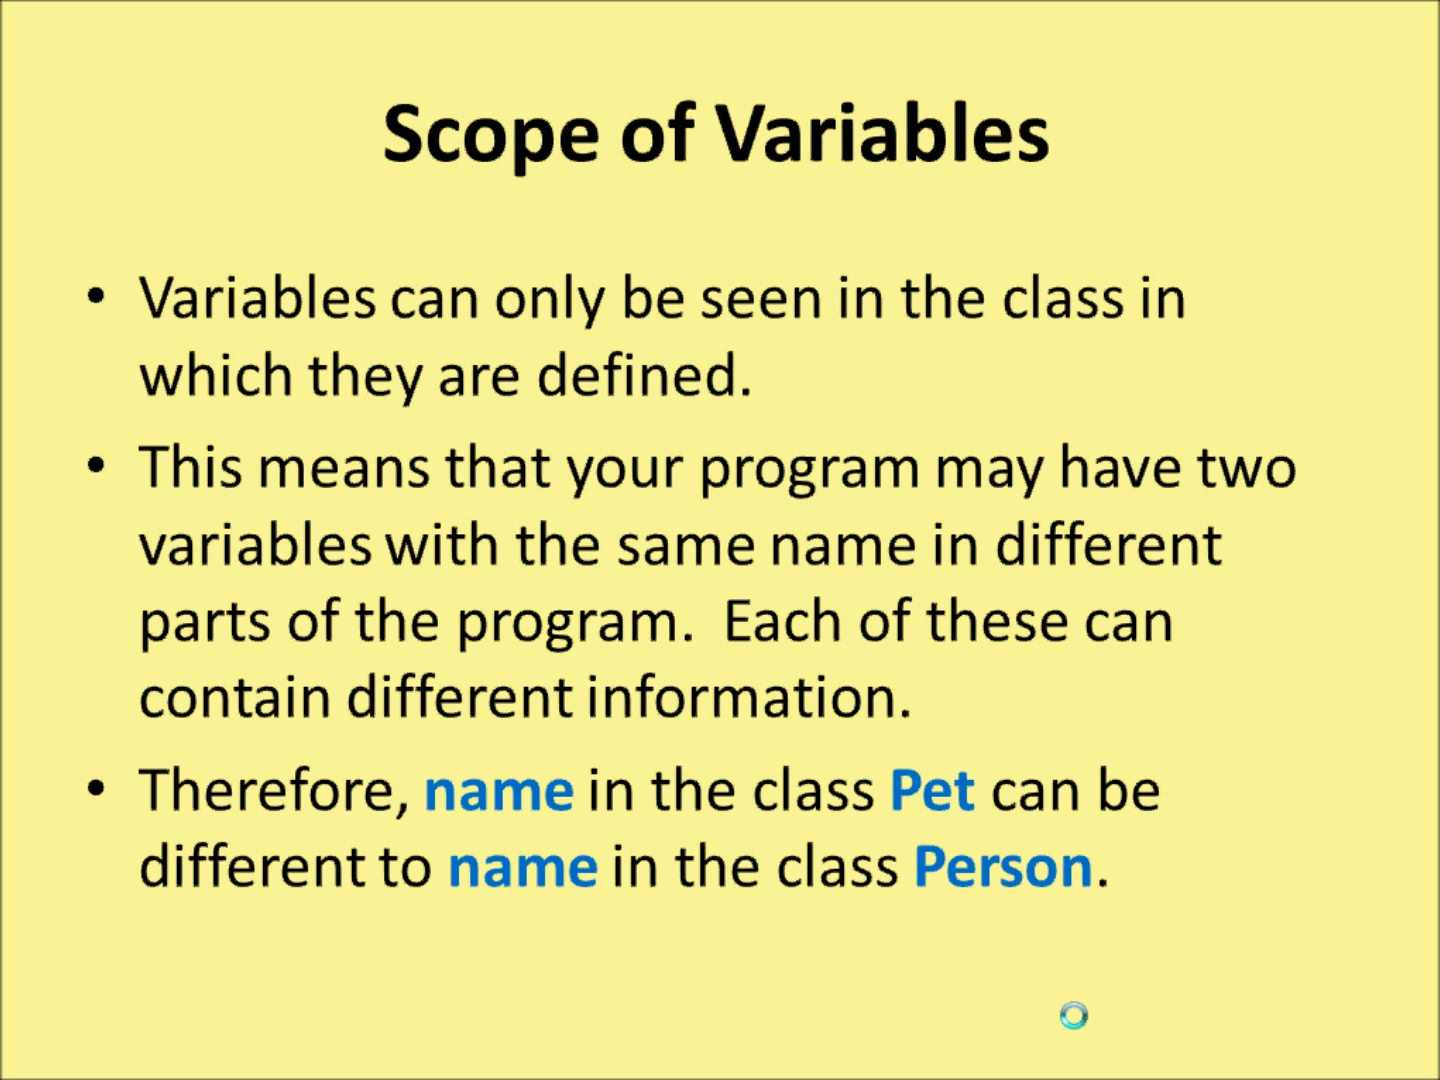 Scope of Variables
• Variables can only be seen in the class in
which they are defined.
• This means that your program may have two
variables with the same name in different
parts of the program.  Each of these can
contain different information.
• Therefore, name in the class Pet can be
different to name in the class Person.